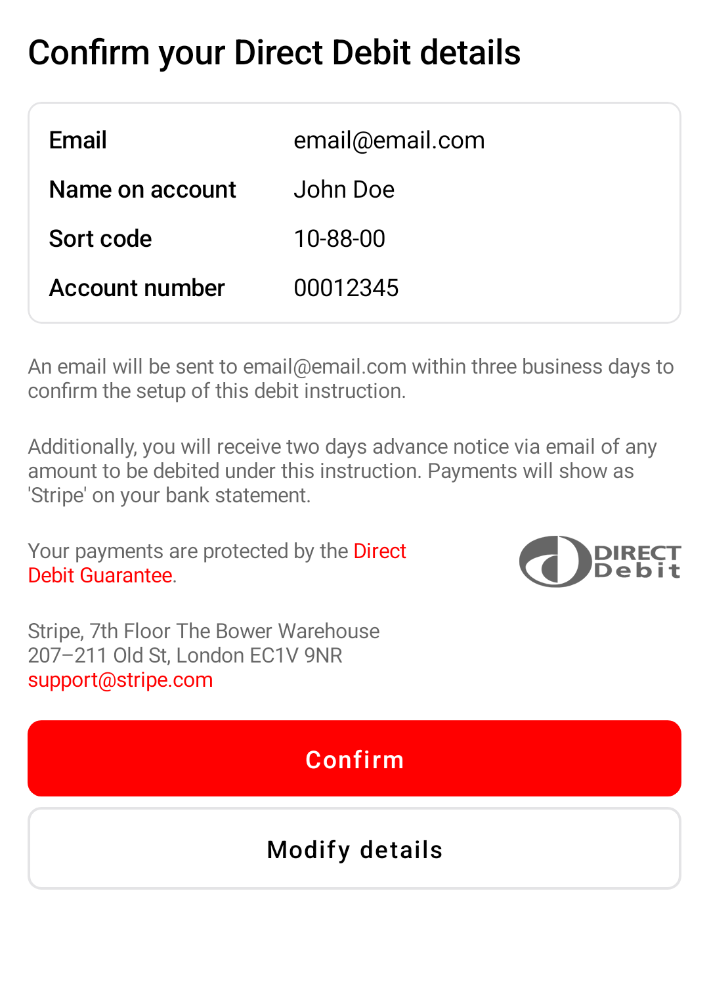 Confirm your Direct Debit details
Email email@email.com
Name on account John Doe
Sort code 10-88-00
Account number 00012345
An email will be sent to email@email.com within three business days to
confirm the setup of this debit instruction.
Additionally, you will receive two days advance notice via email of any
amount to be debited under this instruction. Payments will show as
'Stripe' on your bank statement.
Your payments are protected by the Direct
Debit Guarantee.
DIRECT
Debit
Stripe, 7th Floor The Bower Warehouse
207–211 Old St, London EC1V 9NR
support@stripe.com
Confirm
Modify details